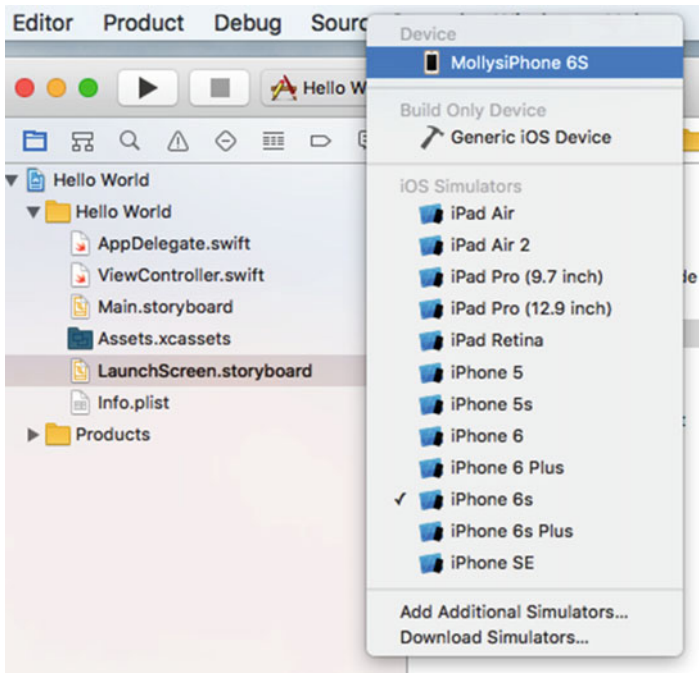 Editor Product Debug Sourc
Device
MollysiPhone 6S
Hello W
Build Only Device
Generic iOS Device
Hello World
iOS Simulators
Hello World
iPad Air
AppDelegate.swift
iPad Air 2
ViewController.swift
iPad Pro (9.7 inch)
Main.storyboard
iPad Pro (12.9 inch)
Assets.xcassets
iPad Retina
LaunchScreen.storyboard
iPhone 5
Info.plist
iPhone 5s
Products
iPhone 6
iPhone 6 Plus
✓ iPhone 6s
iPhone 6s Plus
iPhone SE
Add Additional Simulators...
Download Simulators...